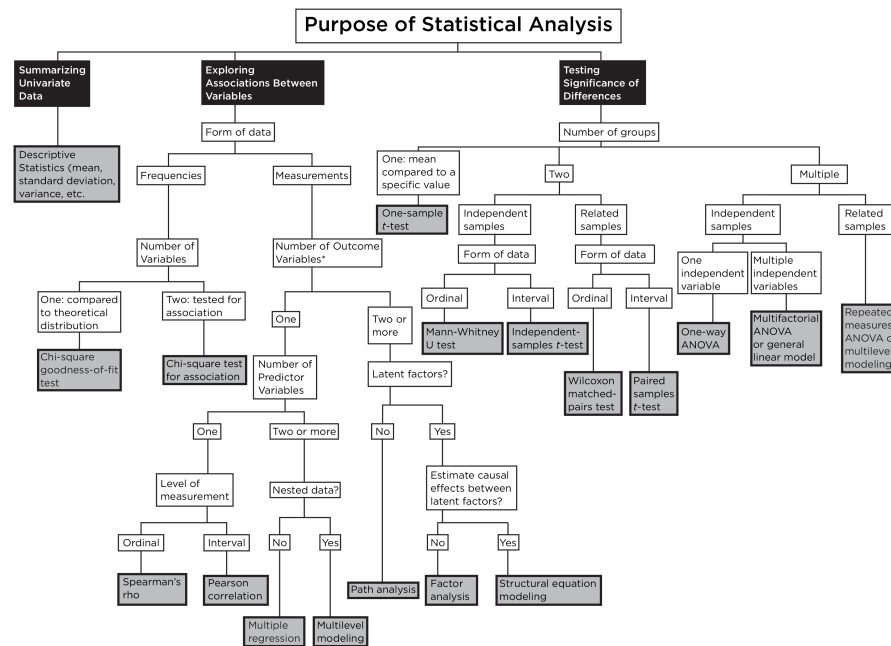 Purpose of Statistical Analysis
Summarizing
Univariate
Data
Exploring
Associations Between
Variables
Testing
Significance of
Differences
Descriptive
Statistics (mean,
standard deviation,
variance, etc.
Form of data
Frequencies
Measurements
Number of
Variables
Number of Outcome
Variables*
One: compared
to theoretical
distribution
Two: tested for
association
Chi-square
goodness-of-fit
test
Chi-square test
for association
One
Two or
more
Number of
Predictor
Variables
Latent factors?
One
Two or more
No
Yes
Level of
measurement
Nested data?
Estimate causal
effects between
latent factors?
Ordinal
Interval
No
Yes
No
Yes
Spearman's
rho
Pearson
correlation
Path analysis
Factor
analysis
Structural equation
modeling
Multiple
regression
Multilevel
modeling
Number of groups
One: mean
compared to a
specific value
Two
Multiple
One-sample
t-test
Independent
samples
Related
samples
Independent
samples
Related
samples
Form of data
Form of data
One
independent
variable
Multiple
independent
variables
Ordinal
Interval
Ordinal
Interval
Mann-Whitney
U test
Independent-
samples t-test
One-way
ANOVA
Multifactorial
ANOVA
or general
linear model
Repeated
measures
ANOVA
multilevel
modeling
Wilcoxon
matched-
pairs test
Paired
samples
t-test